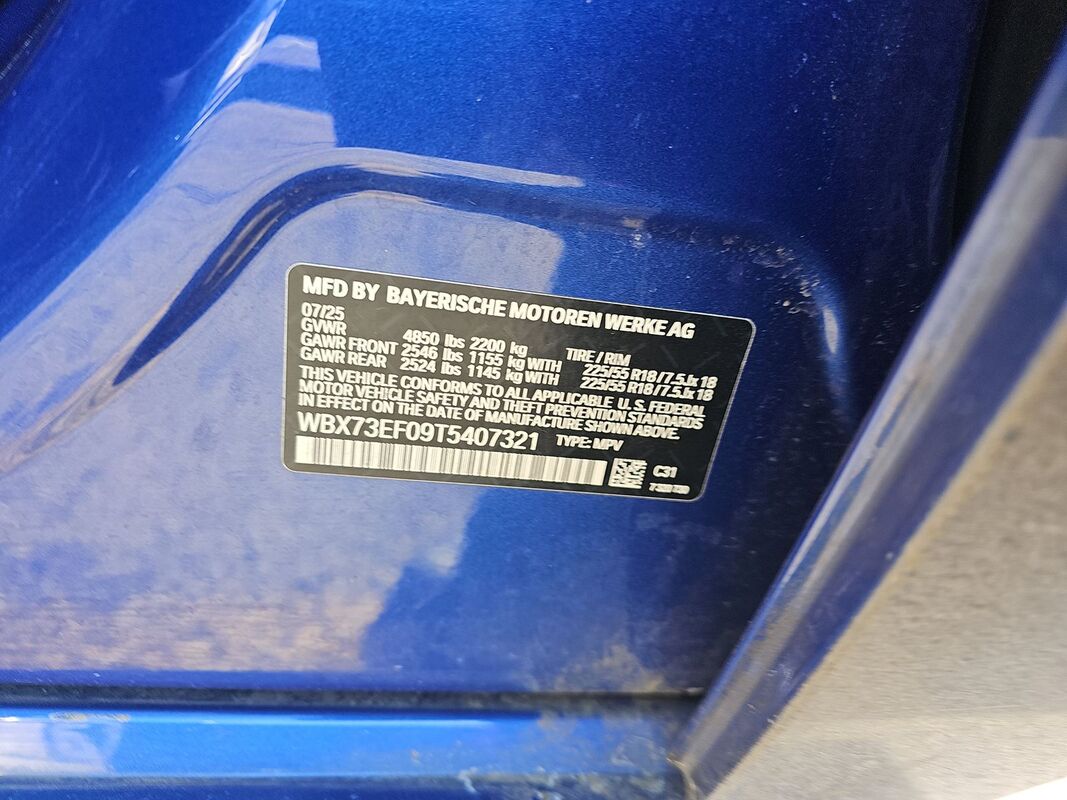 MFD BY BAYERISCHE MOTOREN WERKE AG
07/25
GVWR 4850 lbs 2200 kg TIRE / RIM
GAWR FRONT 2546 lbs 1155 kg WITH 225/55 R18 / 7.5Jx18
GAWR REAR 2524 lbs 1145 kg WITH 225/55 R18 / 7.5Jx18
THIS VEHICLE CONFORMS TO ALL APPLICABLE U. S. FEDERAL
MOTOR VEHICLE SAFETY AND THEFT PREVENTION STANDARDS
IN EFFECT ON THE DATE OF MANUFACTURE SHOWN ABOVE.
WBX73EF09T5407321 TYPE: MPV
C31